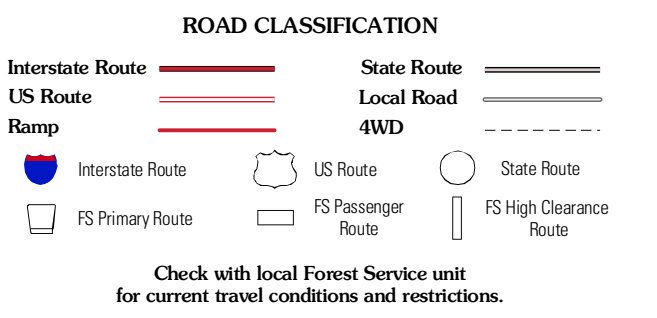 ROAD CLASSIFICATION
Interstate Route
State Route
US Route
Local Road
Ramp
4WD
Interstate Route
US Route
State Route
FS Primary Route
FS Passenger
Route
FS High Clearance
Route
Check with local Forest Service unit
for current travel conditions and restrictions.